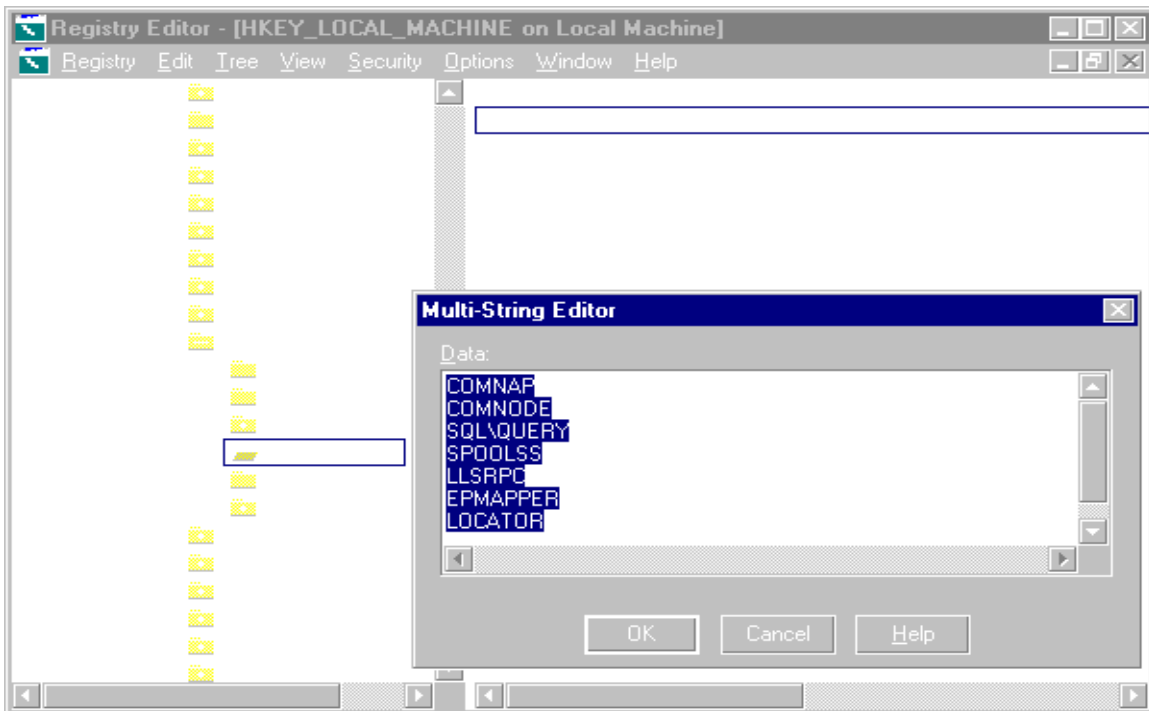 Registry Editor - [HKEY_LOCAL_MACHINE on Local Machine]
Registry Edit Tree View Security Options Window Help
Multi-String Editor
Data:
COMNAP
COMNODE
SQL\QUERY
SPOOLSS
LLSRPC
EPMAPPER
LOCATOR
OK Cancel Help